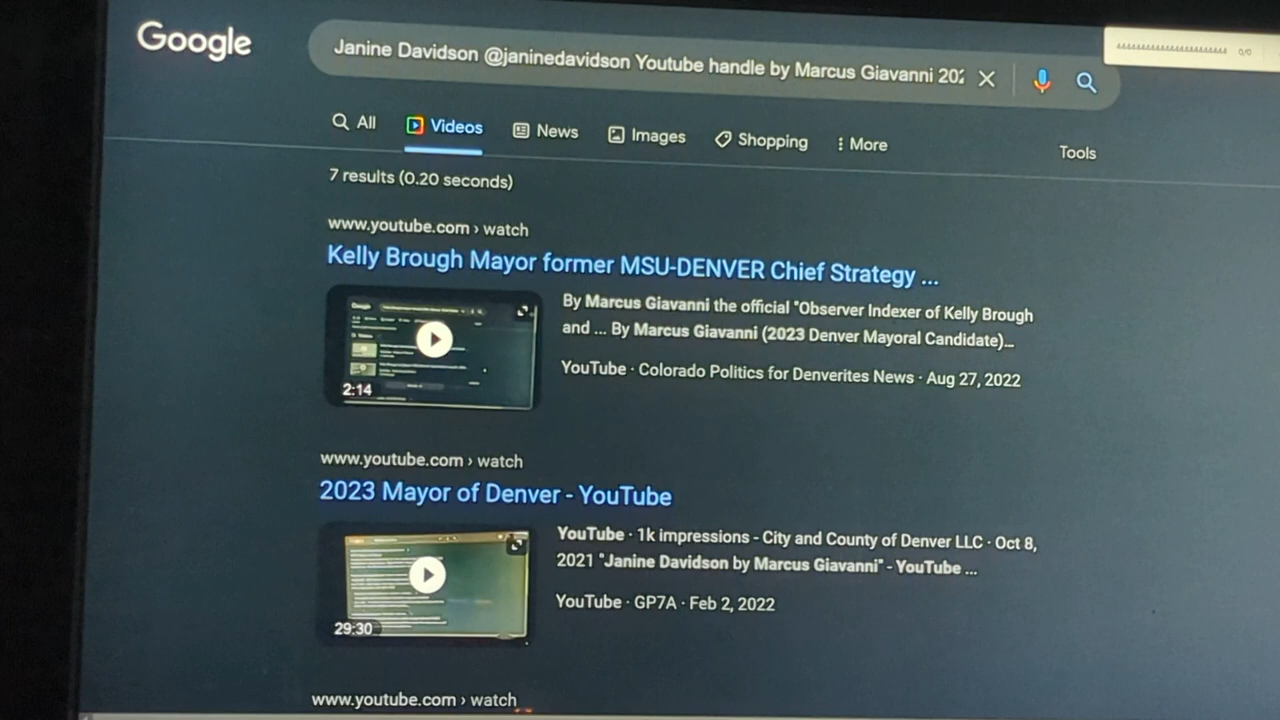 Google
Janine Davidson @janinedavidson Youtube handle by Marcus Giavanni 202
0/0
All
Videos
News
Images
Shopping
More
Tools
7 results (0.20 seconds)
www.youtube.com › watch
Kelly Brough Mayor former MSU-DENVER Chief Strategy ...
By Marcus Giavanni the official "Observer Indexer of Kelly Brough
and ... By Marcus Giavanni (2023 Denver Mayoral Candidate)...
YouTube · Colorado Politics for Denverites News · Aug 27, 2022
2:14
www.youtube.com › watch
2023 Mayor of Denver - YouTube
YouTube · 1k impressions - City and County of Denver LLC · Oct 8,
2021 "Janine Davidson by Marcus Giavanni" - YouTube ...
YouTube · GP7A · Feb 2, 2022
29:30
www.youtube.com › watch